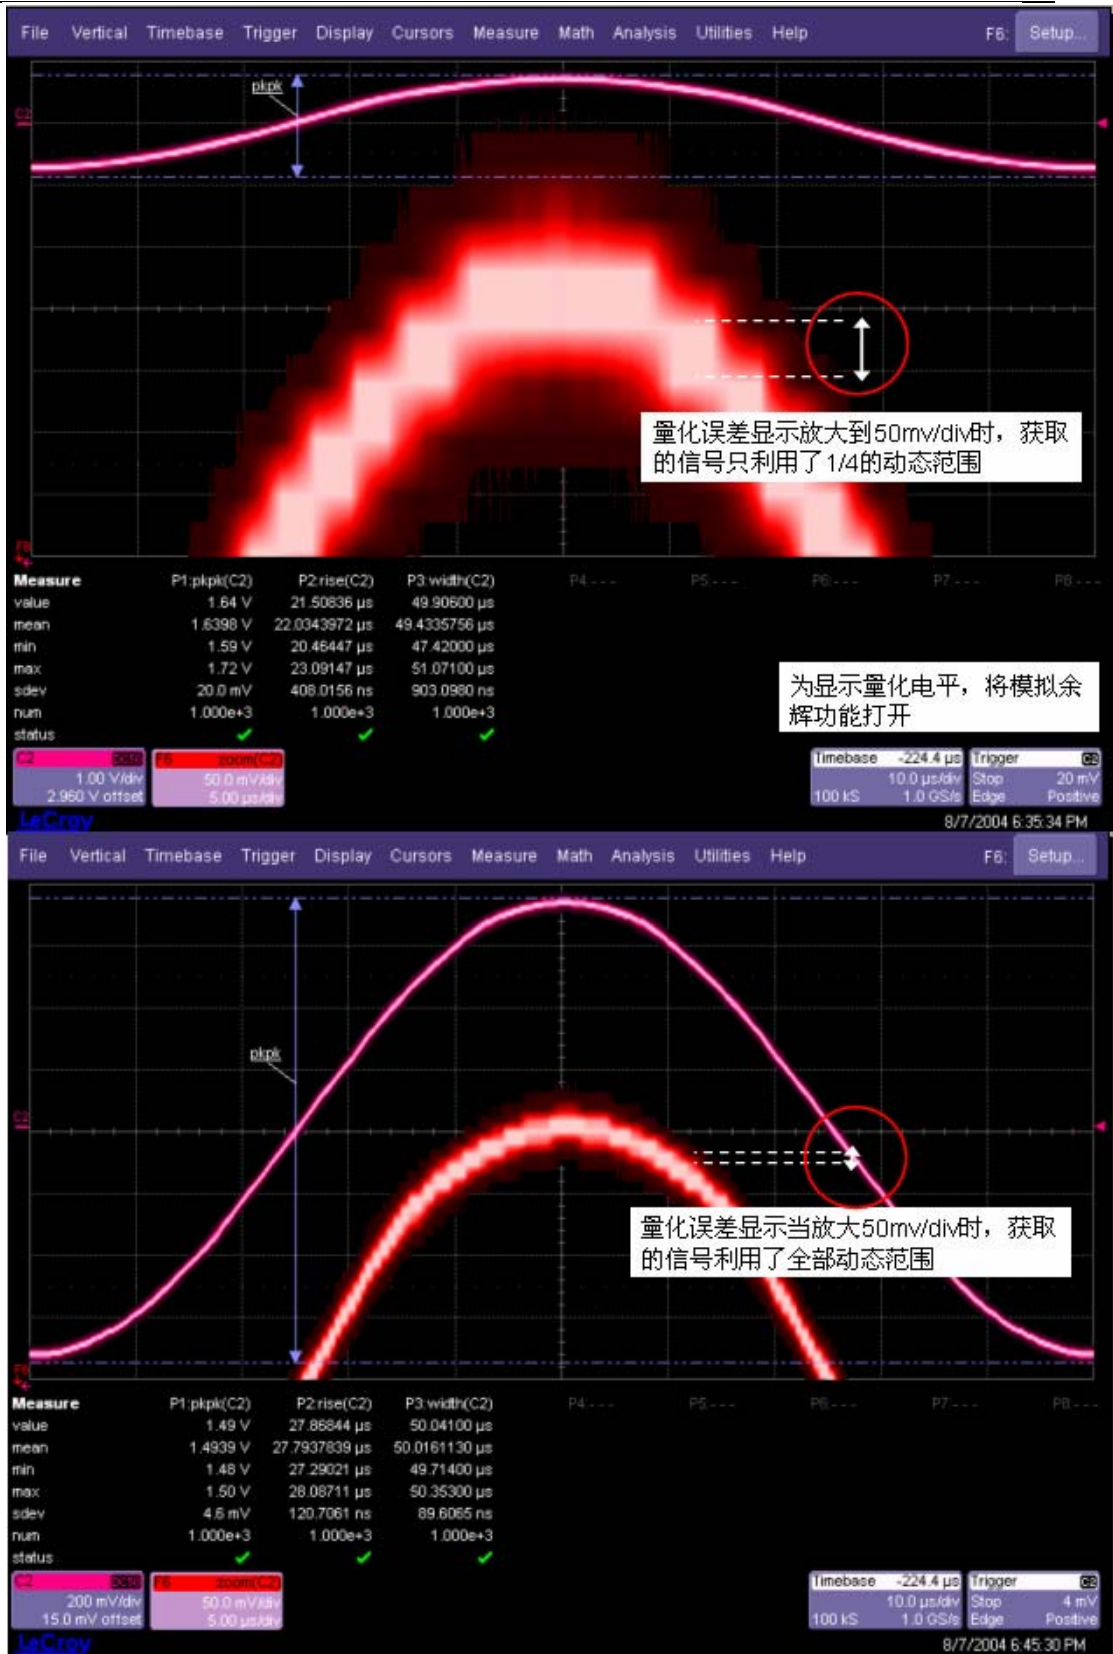 File Vertical Timebase Trigger Display Cursors Measure Math Analysis Utilities Help F6: Setup...
pkpk
C2
量化误差显示放大到50mv/div时，获取
的信号只利用了1/4的动态范围
F6
Measure P1:pkpk(C2) P2:rise(C2) P3:width(C2) P4:--- P5:--- P6:--- P7:--- P8:---
value 1.64 V 21.50836 µs 49.90600 µs
mean 1.6398 V 22.0343972 µs 49.4335756 µs
min 1.59 V 20.46447 µs 47.42000 µs
max 1.72 V 23.09147 µs 51.07100 µs
sdev 20.0 mV 408.0156 ns 903.0980 ns
num 1.000e+3 1.000e+3 1.000e+3
status
为显示量化电平，将模拟余
辉功能打开
C2 F6 zoom(C2) Timebase -224.4 µs Trigger C2
1.00 V/div 50.0 mV/div 10.0 µs/div Stop 20 mV
2.960 V offset 5.00 µs/div 100 kS 1.0 GS/s Edge Positive
LeCroy 8/7/2004 6:35:34 PM
File Vertical Timebase Trigger Display Cursors Measure Math Analysis Utilities Help F6: Setup...
pkpk
C2
量化误差显示当放大50mv/div时，获取
的信号利用了全部动态范围
F6
Measure P1:pkpk(C2) P2:rise(C2) P3:width(C2) P4:--- P5:--- P6:--- P7:--- P8:---
value 1.49 V 27.86844 µs 50.04100 µs
mean 1.4939 V 27.7937839 µs 50.0161130 µs
min 1.48 V 27.29021 µs 49.71400 µs
max 1.50 V 28.08711 µs 50.35300 µs
sdev 4.6 mV 120.7061 ns 89.6065 ns
num 1.000e+3 1.000e+3 1.000e+3
status
C2 F6 zoom(C2) Timebase -224.4 µs Trigger C2
200 mV/div 50.0 mV/div 10.0 µs/div Stop 4 mV
15.0 mV offset 5.00 µs/div 100 kS 1.0 GS/s Edge Positive
LeCroy 8/7/2004 6:45:30 PM